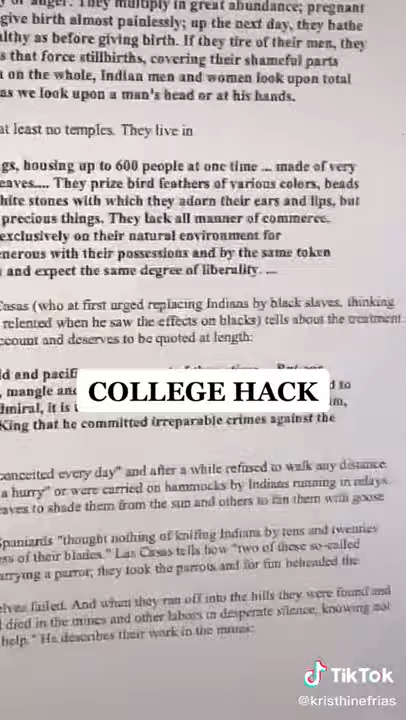 or anger. They multiply in great abundance; pregnant
give birth almost painlessly; up the next day, they bathe
lthy as before giving birth. If they tire of their men, they
s that force stillbirths, covering their shameful parts
on the whole, Indian men and women look upon total
as we look upon a man's head or at his hands.
at least no temples. They live in
gs, housing up to 600 people at one time ... made of very
eaves.... They prize bird feathers of various colors, beads
hite stones with which they adorn their ears and lips, but
precious things. They lack all manner of commerce,
exclusively on their natural environment for
nerous with their possessions and by the same token
and expect the same degree of liberality. ...
Casas (who at first urged replacing Indians by black slaves, thinking
relented when he saw the effects on blacks) tells about the treatment
ccount and deserves to be quoted at length:
ld and pacifi
, mangle and
d to
COLLEGE HACK
dmiral, it is
King that he committed irreparable crimes against the
conceited every day" and after a while refused to walk any distance.
a hurry" or were carried on hammocks by Indians running in relays.
eaves to shade them from the sun and others to fan them with goose
Spaniards "thought nothing of knifing Indians by tens and twenties
ess of their blades." Las Casas tells how "two of these so-called
arrying a parrot; they took the parrots and for fun beheaded the
elves failed. And when they ran off into the hills they were found and
died in the mines and other labors in desperate silence, knowing not
help." He describes their work in the mines:
TikTok
@kristhinefrias